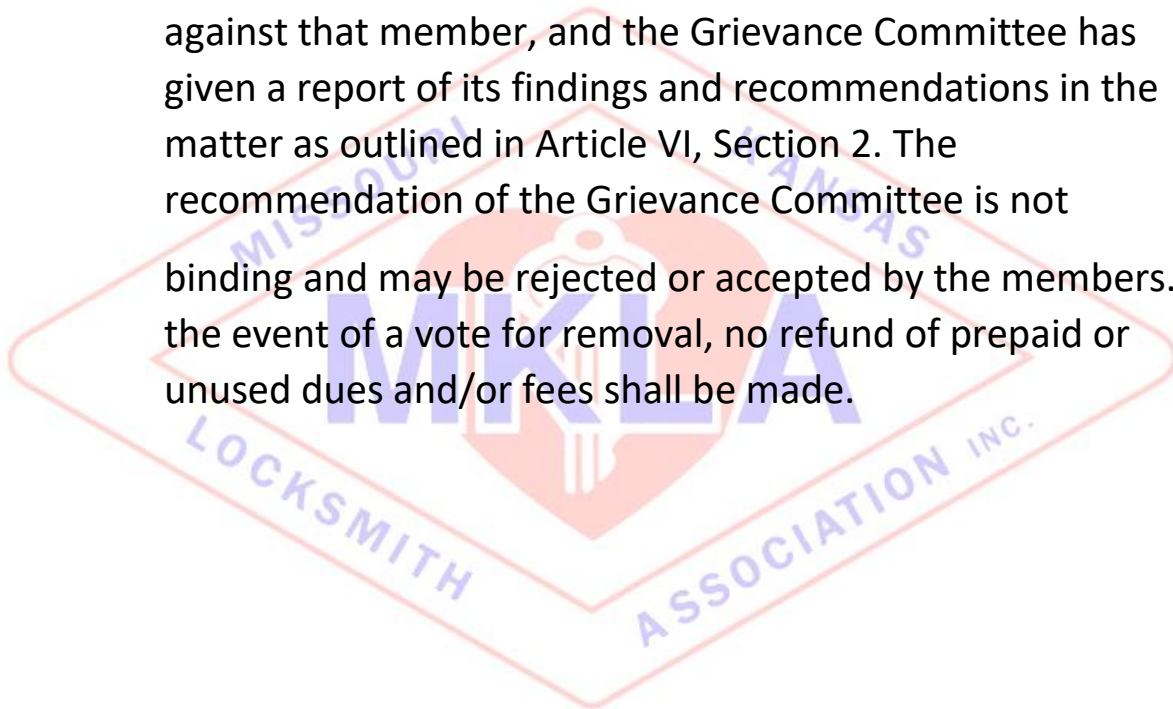 against that member, and the Grievance Committee has
given a report of its findings and recommendations in the
matter as outlined in Article VI, Section 2. The
recommendation of the Grievance Committee is not
binding and may be rejected or accepted by the members.
the event of a vote for removal, no refund of prepaid or
unused dues and/or fees shall be made.
MISSOURI KANSAS
MKLA
LOCKSMITH ASSOCIATION INC.